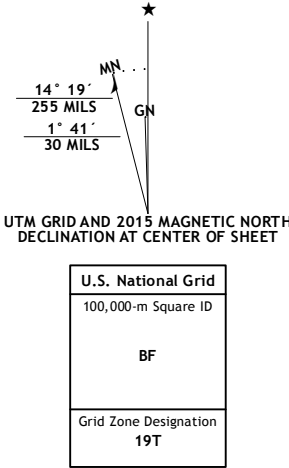 ★
MN
14° 19´
255 MILS
GN
1° 41´
30 MILS
UTM GRID AND 2015 MAGNETIC NORTH
DECLINATION AT CENTER OF SHEET
U.S. National Grid
100,000-m Square ID
BF
Grid Zone Designation
19T